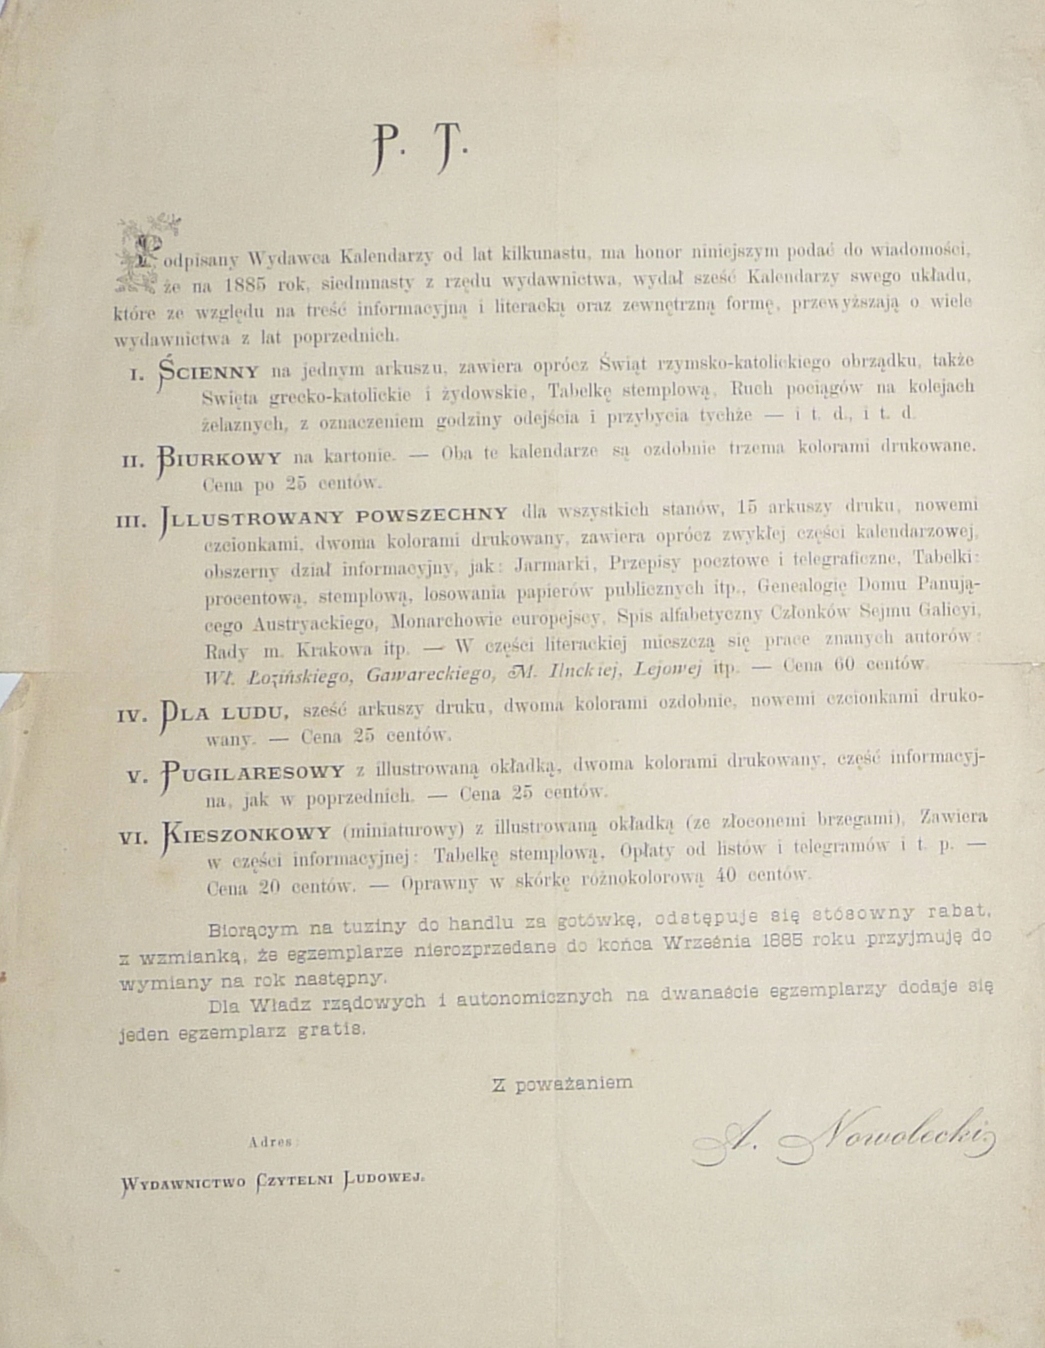 P. T.
Podpisany Wydawca Kalendarzy od lat kilkunastu, ma honor niniejszym podać do wiadomości,
że na 1885 rok, siedmnasty z rzędu wydawnictwa, wydał sześć Kalendarzy swego układu,
które ze względu na treść informacyjną i literacką oraz zewnętrzną formę, przewyższają o wiele
wydawnictwa z lat poprzednich.
I. ŚCIENNY na jednym arkuszu, zawiera oprócz Świąt rzymsko-katolickiego obrządku, także
Święta grecko-katolickie i żydowskie, Tabelkę stemplową, Ruch pociągów na kolejach
żelaznych, z oznaczeniem godziny odejścia i przybycia tychże — i t. d., i t. d.
II. BIURKOWY na kartonie. — Oba te kalendarze są ozdobnie trzema kolorami drukowane.
Cena po 25 centów.
III. JLLUSTROWANY POWSZECHNY dla wszystkich stanów, 15 arkuszy druku, nowemi
czcionkami, dwoma kolorami drukowany, zawiera oprócz zwykłej części kalendarzowej,
obszerny dział informacyjny, jak: Jarmarki, Przepisy pocztowe i telegraficzne, Tabelki:
procentową, stemplową, losowania papierów publicznych itp., Genealogię Domu Panują-
cego Austryackiego, Monarchowie europejscy, Spis alfabetyczny Członków Sejmu Galicyi,
Rady m. Krakowa itp. — W części literackiej mieszczą się prace znanych autorów:
Wł. Łozińskiego, Gawareckiego, M. Ilnckiej, Lejowej itp. — Cena 60 centów.
IV. DLA LUDU, sześć arkuszy druku, dwoma kolorami ozdobnie, nowemi czcionkami druko-
wany. — Cena 25 centów.
V. PUGILARESOWY z illustrowaną okładką, dwoma kolorami drukowany, część informacyj-
na, jak w poprzednich. — Cena 25 centów.
VI. KIESZONKOWY (miniaturowy) z illustrowaną okładką (ze złoconemi brzegami), Zawiera
w części informacyjnej: Tabelkę stemplową, Opłaty od listów i telegramów i t. p. —
Cena 20 centów. — Oprawny w skórkę różnokolorową 40 centów.
Biorącym na tuziny do handlu za gotówkę, odstępuje się stósowny rabat,
z wzmianką, że egzemplarze nierozprzedane do końca Września 1885 roku przyjmuję do
wymiany na rok następny.
Dla Władz rządowych i autonomicznych na dwanaście egzemplarzy dodaje się
jeden egzemplarz gratis.
Z poważaniem
A. Nowolecki.
Adres:
WYDAWNICTWO CZYTELNI LUDOWEJ.